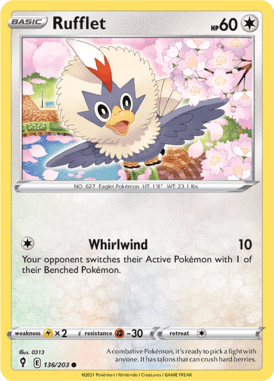 BASIC Rufflet HP60
NO. 627. Eaglet Pokémon. HT. 1'8" WT. 23.1 lbs.
Whirlwind 10
Your opponent switches their Active Pokémon with 1 of
their Benched Pokémon.
weakness ×2 resistance -30 retreat
Illus. 0313
A combative Pokémon, it's ready to pick a fight with
anyone. It has talons that can crush hard berries.
E 136/203
©2021 Pokémon / Nintendo / Creatures / GAME FREAK